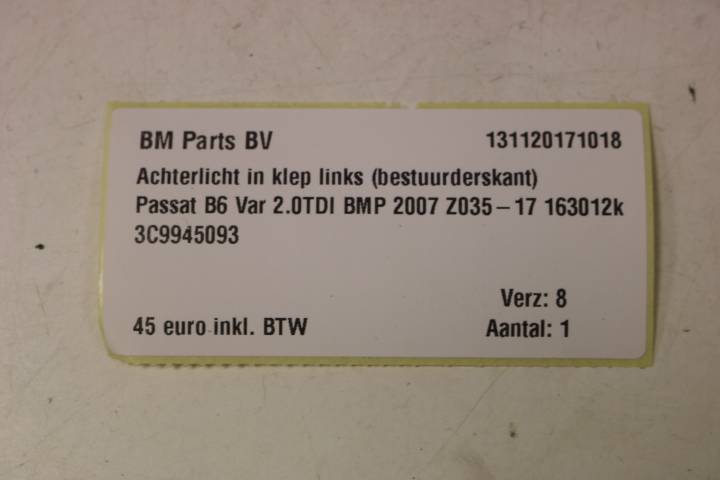 BM Parts BV 131120171018
Achterlicht in klep links (bestuurderskant)
Passat B6 Var 2.0TDI BMP 2007 Z035-17 163012k
3C9945093
Verz: 8
45 euro inkl. BTW Aantal: 1